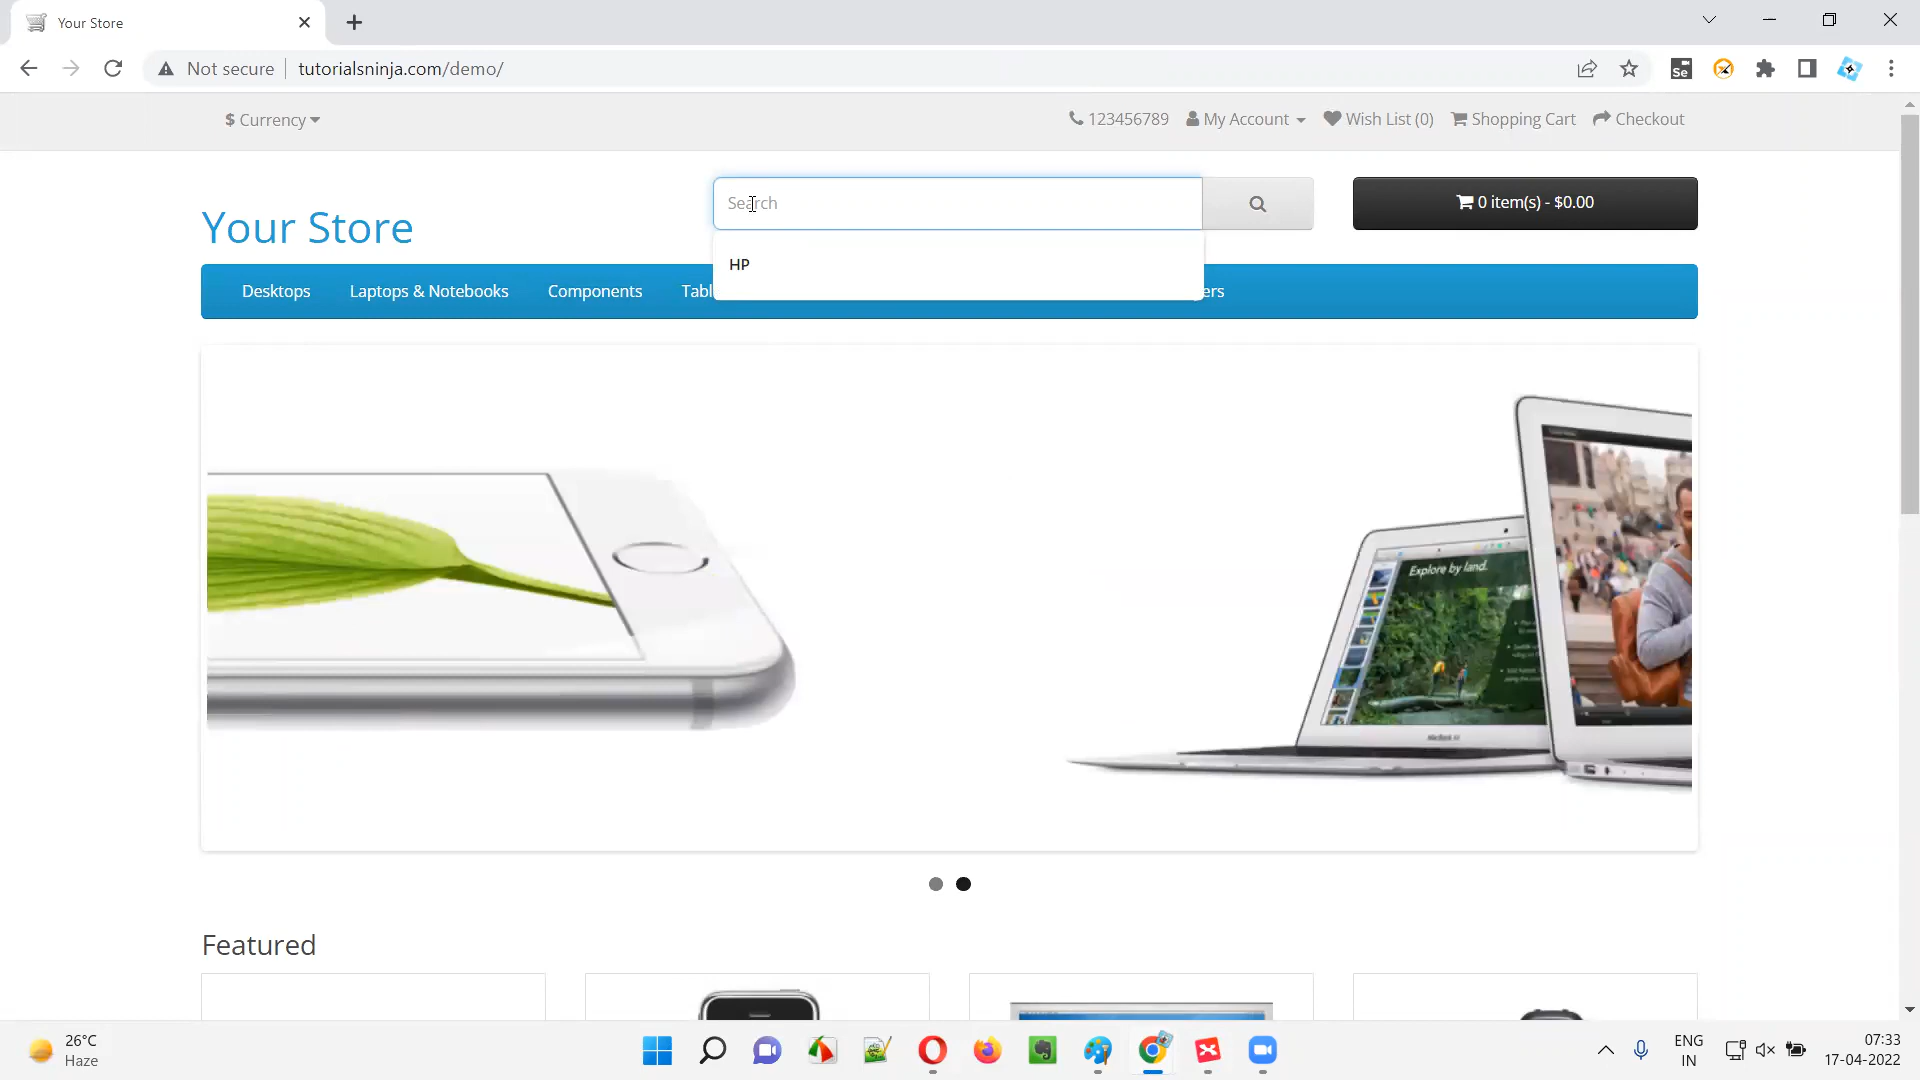 Your Store
Not secure
tutorialsninja.com/demo/
$ Currency
123456789
My Account
Wish List (0)
Shopping Cart
Checkout
Your Store
Search
0 item(s) - $0.00
HP
Desktops
Laptops & Notebooks
Components
Tabl
ers
Explore by land.
Featured
26°C
Haze
ENG
IN
07:33
17-04-2022